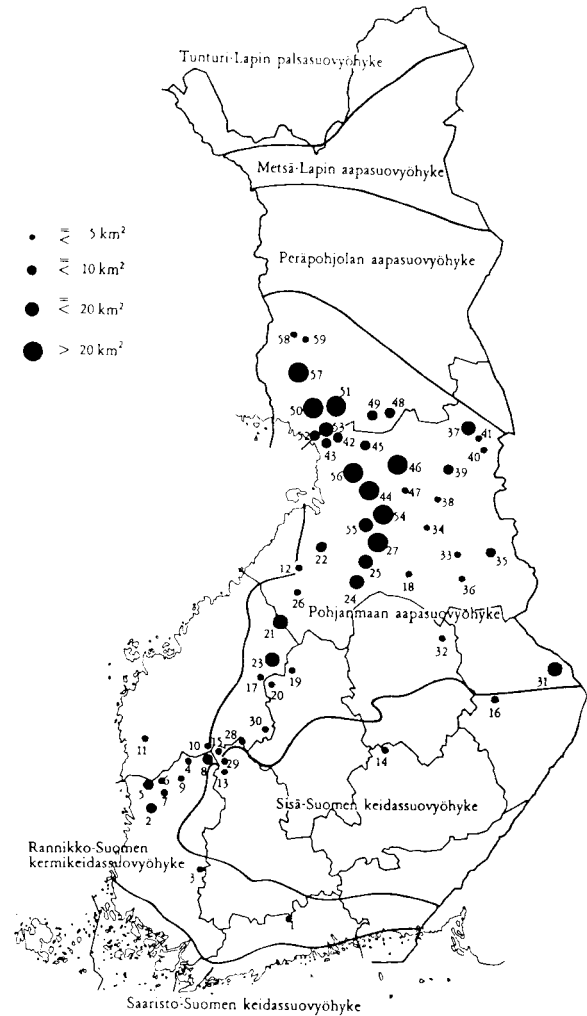 Tunturi-Lapin palsasuovyöhyke
Metsä-Lapin aapasuovyöhyke
≦ 5 km²
≦ 10 km²
≦ 20 km²
> 20 km²
Peräpohjolan aapasuovyöhyke
58 59
57
51
50 49 48
53 37 41
52 42
43 45 40
56 46 39
44 47 38
54
55 34
22 27 33 35
12 25 18 36
26 24
Pohjanmaan aapasuovyöhyke
21
32
23 19 31
17 20
16
30
11 10 15 28
4 8 29 14
5 6 9 13
7
2
Sisä-Suomen keidassuovyöhyke
Rannikko-Suomen
kermikeidassuovyöhyke
3
Saaristo-Suomen keidassuovyöhyke